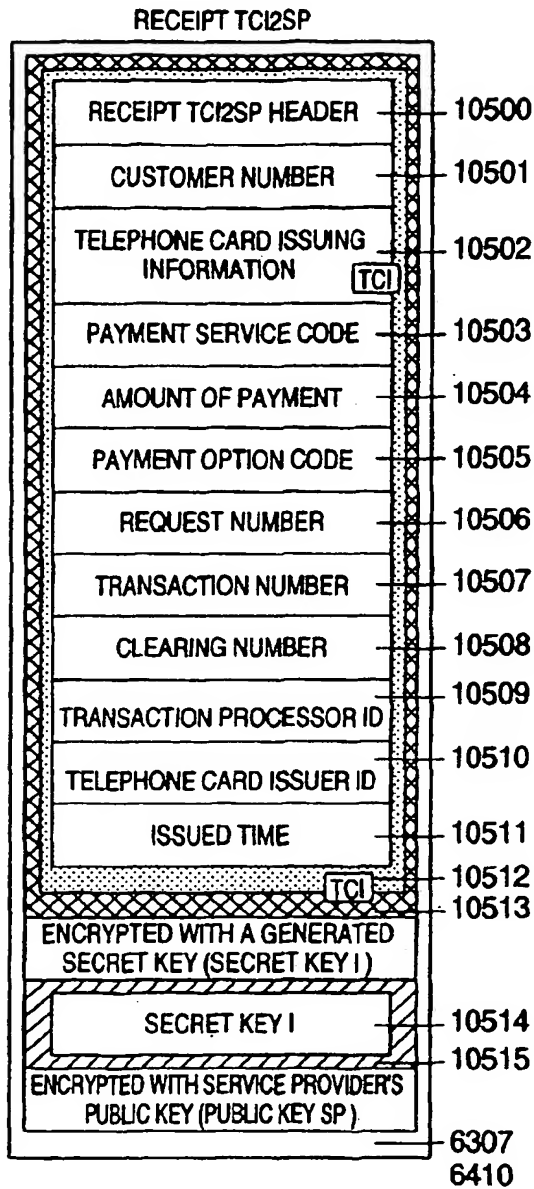 RECEIPT TCI2SP
RECEIPT TCI2SP HEADER 10500
CUSTOMER NUMBER 10501
TELEPHONE CARD ISSUING 10502
INFORMATION
TCI
PAYMENT SERVICE CODE 10503
AMOUNT OF PAYMENT 10504
PAYMENT OPTION CODE 10505
REQUEST NUMBER 10506
TRANSACTION NUMBER 10507
CLEARING NUMBER 10508
10509
TRANSACTION PROCESSOR ID
10510
TELEPHONE CARD ISSUER ID
ISSUED TIME 10511
TCI 10512
10513
ENCRYPTED WITH A GENERATED
SECRET KEY (SECRET KEY I)
SECRET KEY I 10514
10515
ENCRYPTED WITH SERVICE PROVIDER'S
PUBLIC KEY (PUBLIC KEY SP)
6307
6410